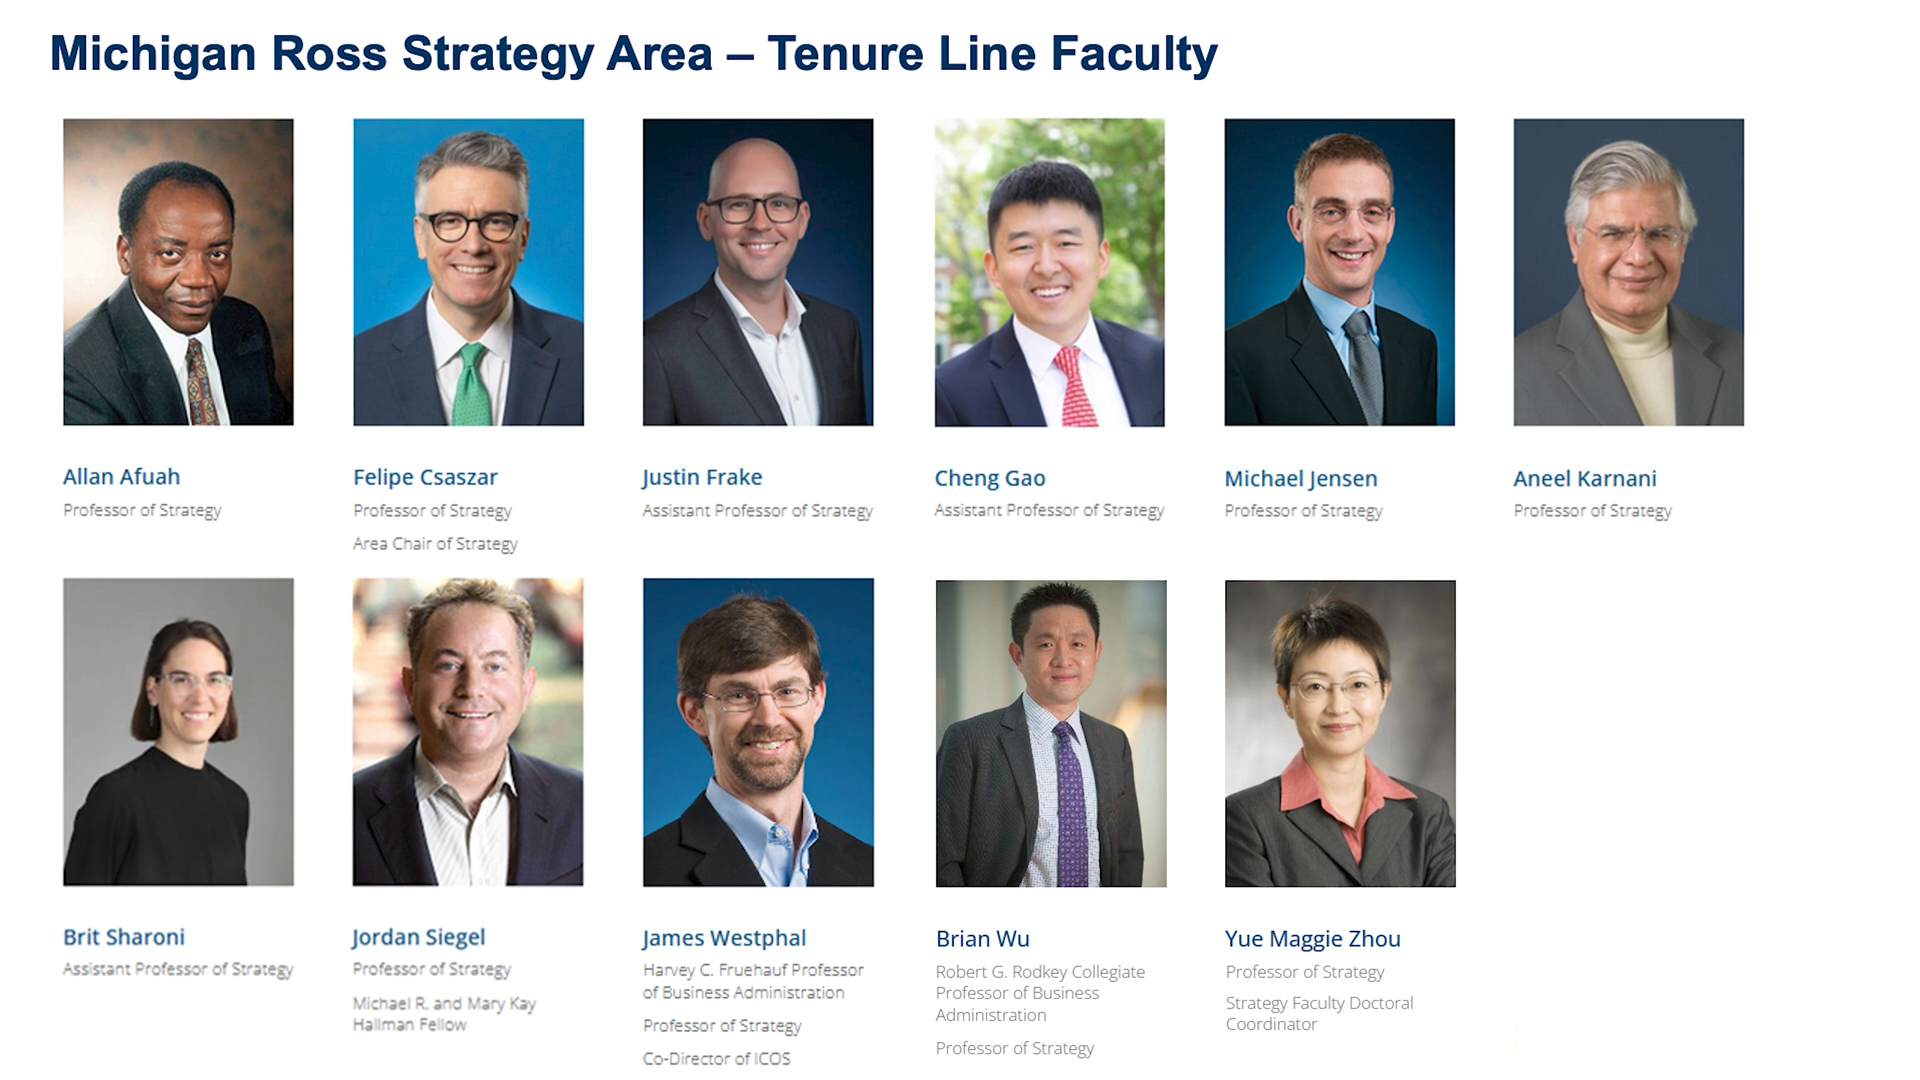 Michigan Ross Strategy Area – Tenure Line Faculty
Allan Afuah
Professor of Strategy
Felipe Csaszar
Professor of Strategy
Area Chair of Strategy
Justin Frake
Assistant Professor of Strategy
Cheng Gao
Assistant Professor of Strategy
Michael Jensen
Professor of Strategy
Aneel Karnani
Professor of Strategy
Brit Sharoni
Assistant Professor of Strategy
Jordan Siegel
Professor of Strategy
Michael R. and Mary Kay
Hallman Fellow
James Westphal
Harvey C. Fruehauf Professor
of Business Administration
Professor of Strategy
Co-Director of ICOS
Brian Wu
Robert G. Rodkey Collegiate
Professor of Business
Administration
Professor of Strategy
Yue Maggie Zhou
Professor of Strategy
Strategy Faculty Doctoral
Coordinator